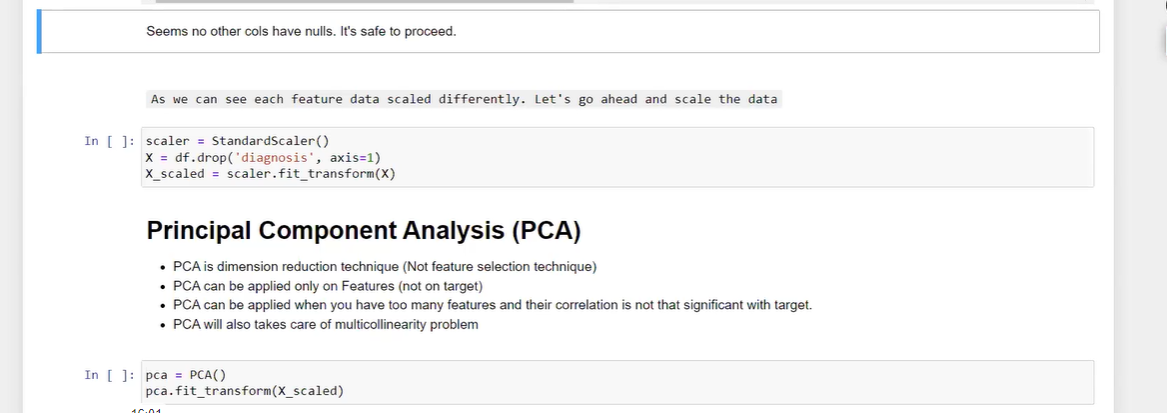 Seems no other cols have nulls. It's safe to proceed.
As we can see each feature data scaled differently. Let's go ahead and scale the data
In [ ]: scaler = StandardScaler()
X = df.drop('diagnosis', axis=1)
X_scaled = scaler.fit_transform(X)
Principal Component Analysis (PCA)
• PCA is dimension reduction technique (Not feature selection technique)
• PCA can be applied only on Features (not on target)
• PCA can be applied when you have too many features and their correlation is not that significant with target.
• PCA will also takes care of multicollinearity problem
In [ ]: pca = PCA()
pca.fit_transform(X_scaled)